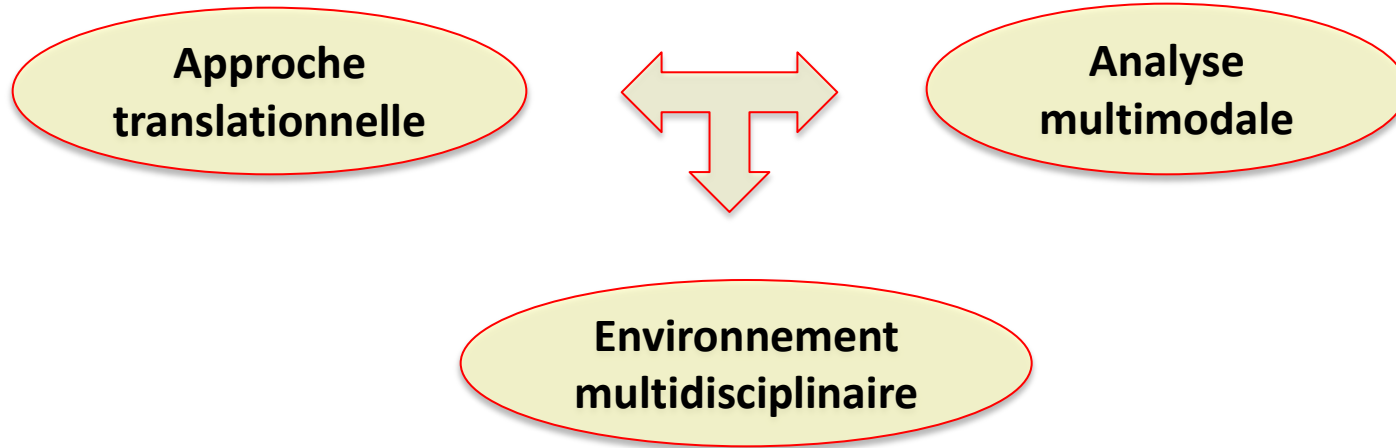 Approche
translationnelle
Analyse
multimodale
Environnement
multidisciplinaire